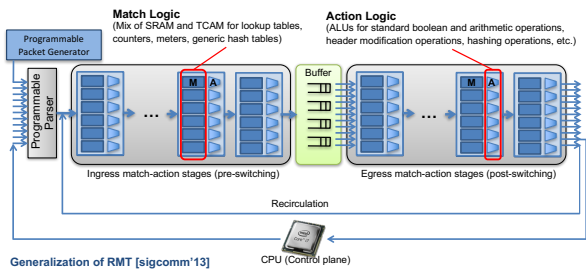 Match Logic
(Mix of SRAM and TCAM for lookup tables,
counters, meters, generic hash tables)
Action Logic
(ALUs for standard boolean and arithmetic operations,
header modification operations, hashing operations, etc.)
Programmable
Packet Generator
Programmable
Parser
M A
...
Buffer
M A
...
Ingress match-action stages (pre-switching)
Egress match-action stages (post-switching)
Recirculation
CPU (Control plane)
Generalization of RMT [sigcomm'13]